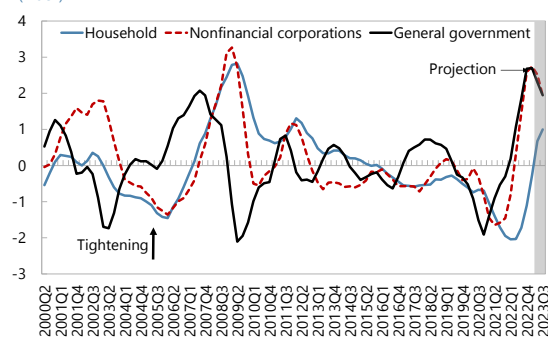 4
Household
Nonfinancial corporations
General government
3
Projection
2
1
0
-1
-2
Tightening
-3
2000Q2
2001Q1
2001Q4
2002Q3
2003Q2
2004Q1
2004Q4
2005Q3
2006Q2
2007Q1
2007Q4
2008Q3
2009Q2
2010Q1
2010Q4
2011Q3
2012Q2
2013Q1
2013Q4
2014Q3
2015Q2
2016Q1
2016Q4
2017Q3
2018Q2
2019Q1
2019Q4
2020Q3
2021Q2
2022Q1
2022Q4
2023Q3